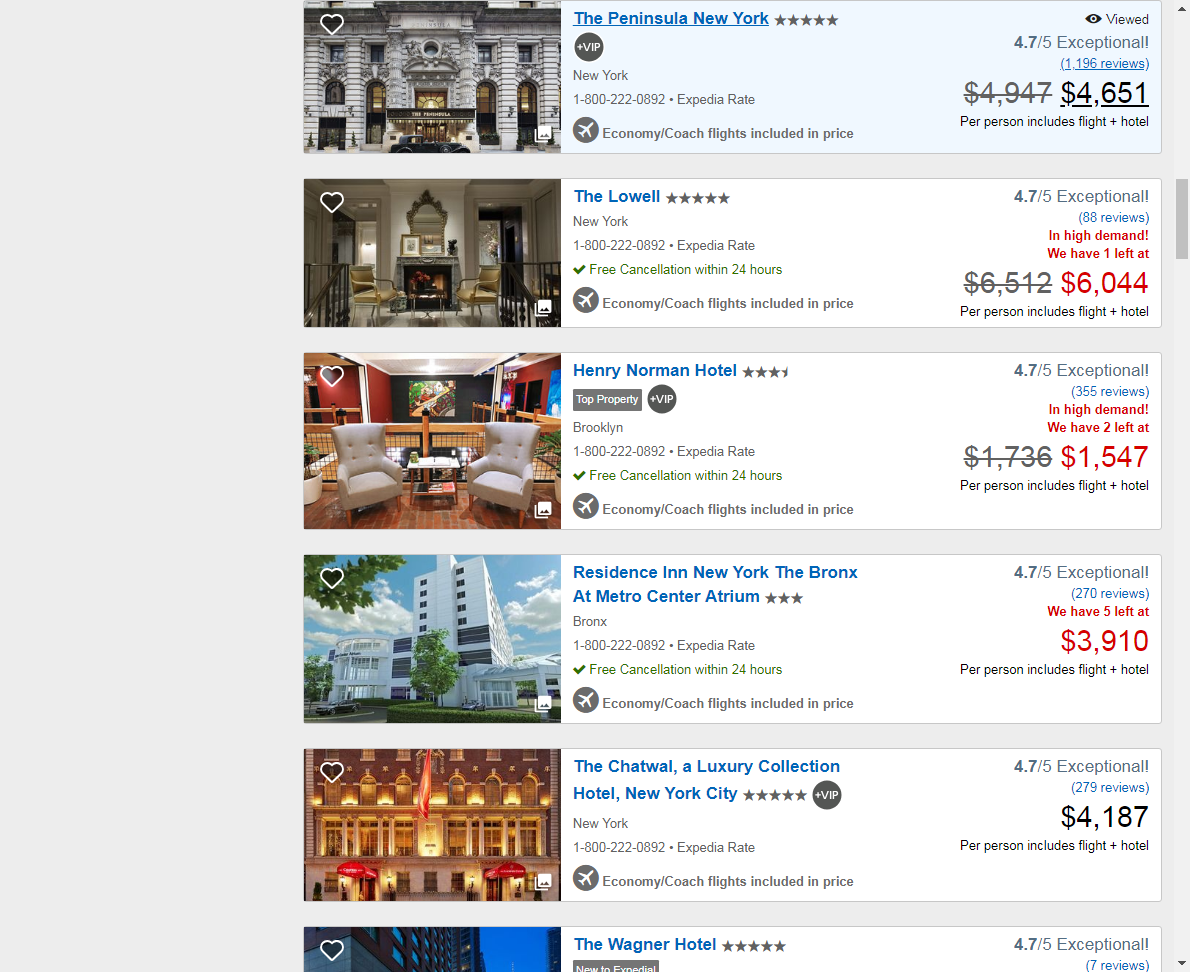 The Peninsula New York
Viewed
+VIP
4.7/5 Exceptional!
(1,196 reviews)
New York
1-800-222-0892 • Expedia Rate
$4,947 $4,651
Per person includes flight + hotel
Economy/Coach flights included in price
THE PENINSULA
The Lowell
4.7/5 Exceptional!
(88 reviews)
New York
In high demand!
1-800-222-0892 • Expedia Rate
We have 1 left at
Free Cancellation within 24 hours
$6,512 $6,044
Economy/Coach flights included in price
Per person includes flight + hotel
Henry Norman Hotel
4.7/5 Exceptional!
Top Property +VIP
(355 reviews)
In high demand!
Brooklyn
We have 2 left at
1-800-222-0892 • Expedia Rate
$1,736 $1,547
Free Cancellation within 24 hours
Per person includes flight + hotel
Economy/Coach flights included in price
Residence Inn New York The Bronx
At Metro Center Atrium
4.7/5 Exceptional!
(270 reviews)
We have 5 left at
Bronx
$3,910
1-800-222-0892 • Expedia Rate
Free Cancellation within 24 hours
Per person includes flight + hotel
Economy/Coach flights included in price
The Chatwal, a Luxury Collection
Hotel, New York City +VIP
4.7/5 Exceptional!
(279 reviews)
New York
$4,187
1-800-222-0892 • Expedia Rate
Per person includes flight + hotel
Economy/Coach flights included in price
The Wagner Hotel
4.7/5 Exceptional!
New to Expedia!
(7 reviews)